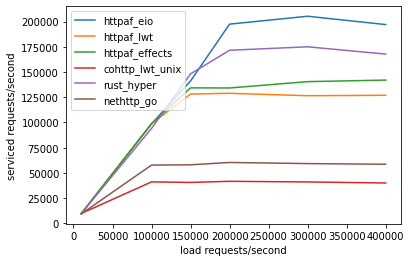 httpaf_eio
httpaf_lwt
httpaf_effects
cohttp_lwt_unix
rust_hyper
nethttp_go
200000
175000
150000
125000
100000
75000
50000
25000
0
serviced requests/second
0 50000 100000 150000 200000 250000 300000 350000 400000
load requests/second